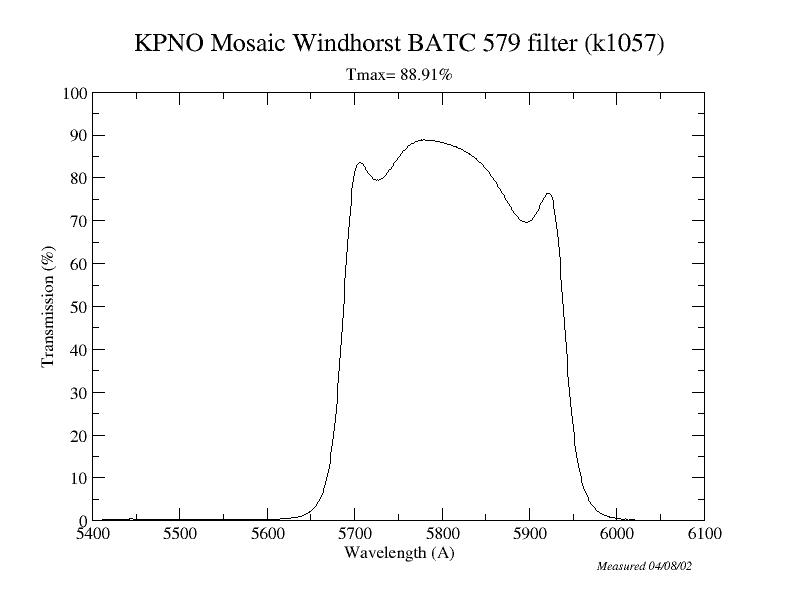 KPNO Mosaic Windhorst BATC 579 filter (k1057)
Tmax= 88.91%
100
90
80
70
60
50
40
30
20
10
0
Transmission (%)
5400 5500 5600 5700 5800 5900 6000 6100
Wavelength (A)
Measured 04/08/02